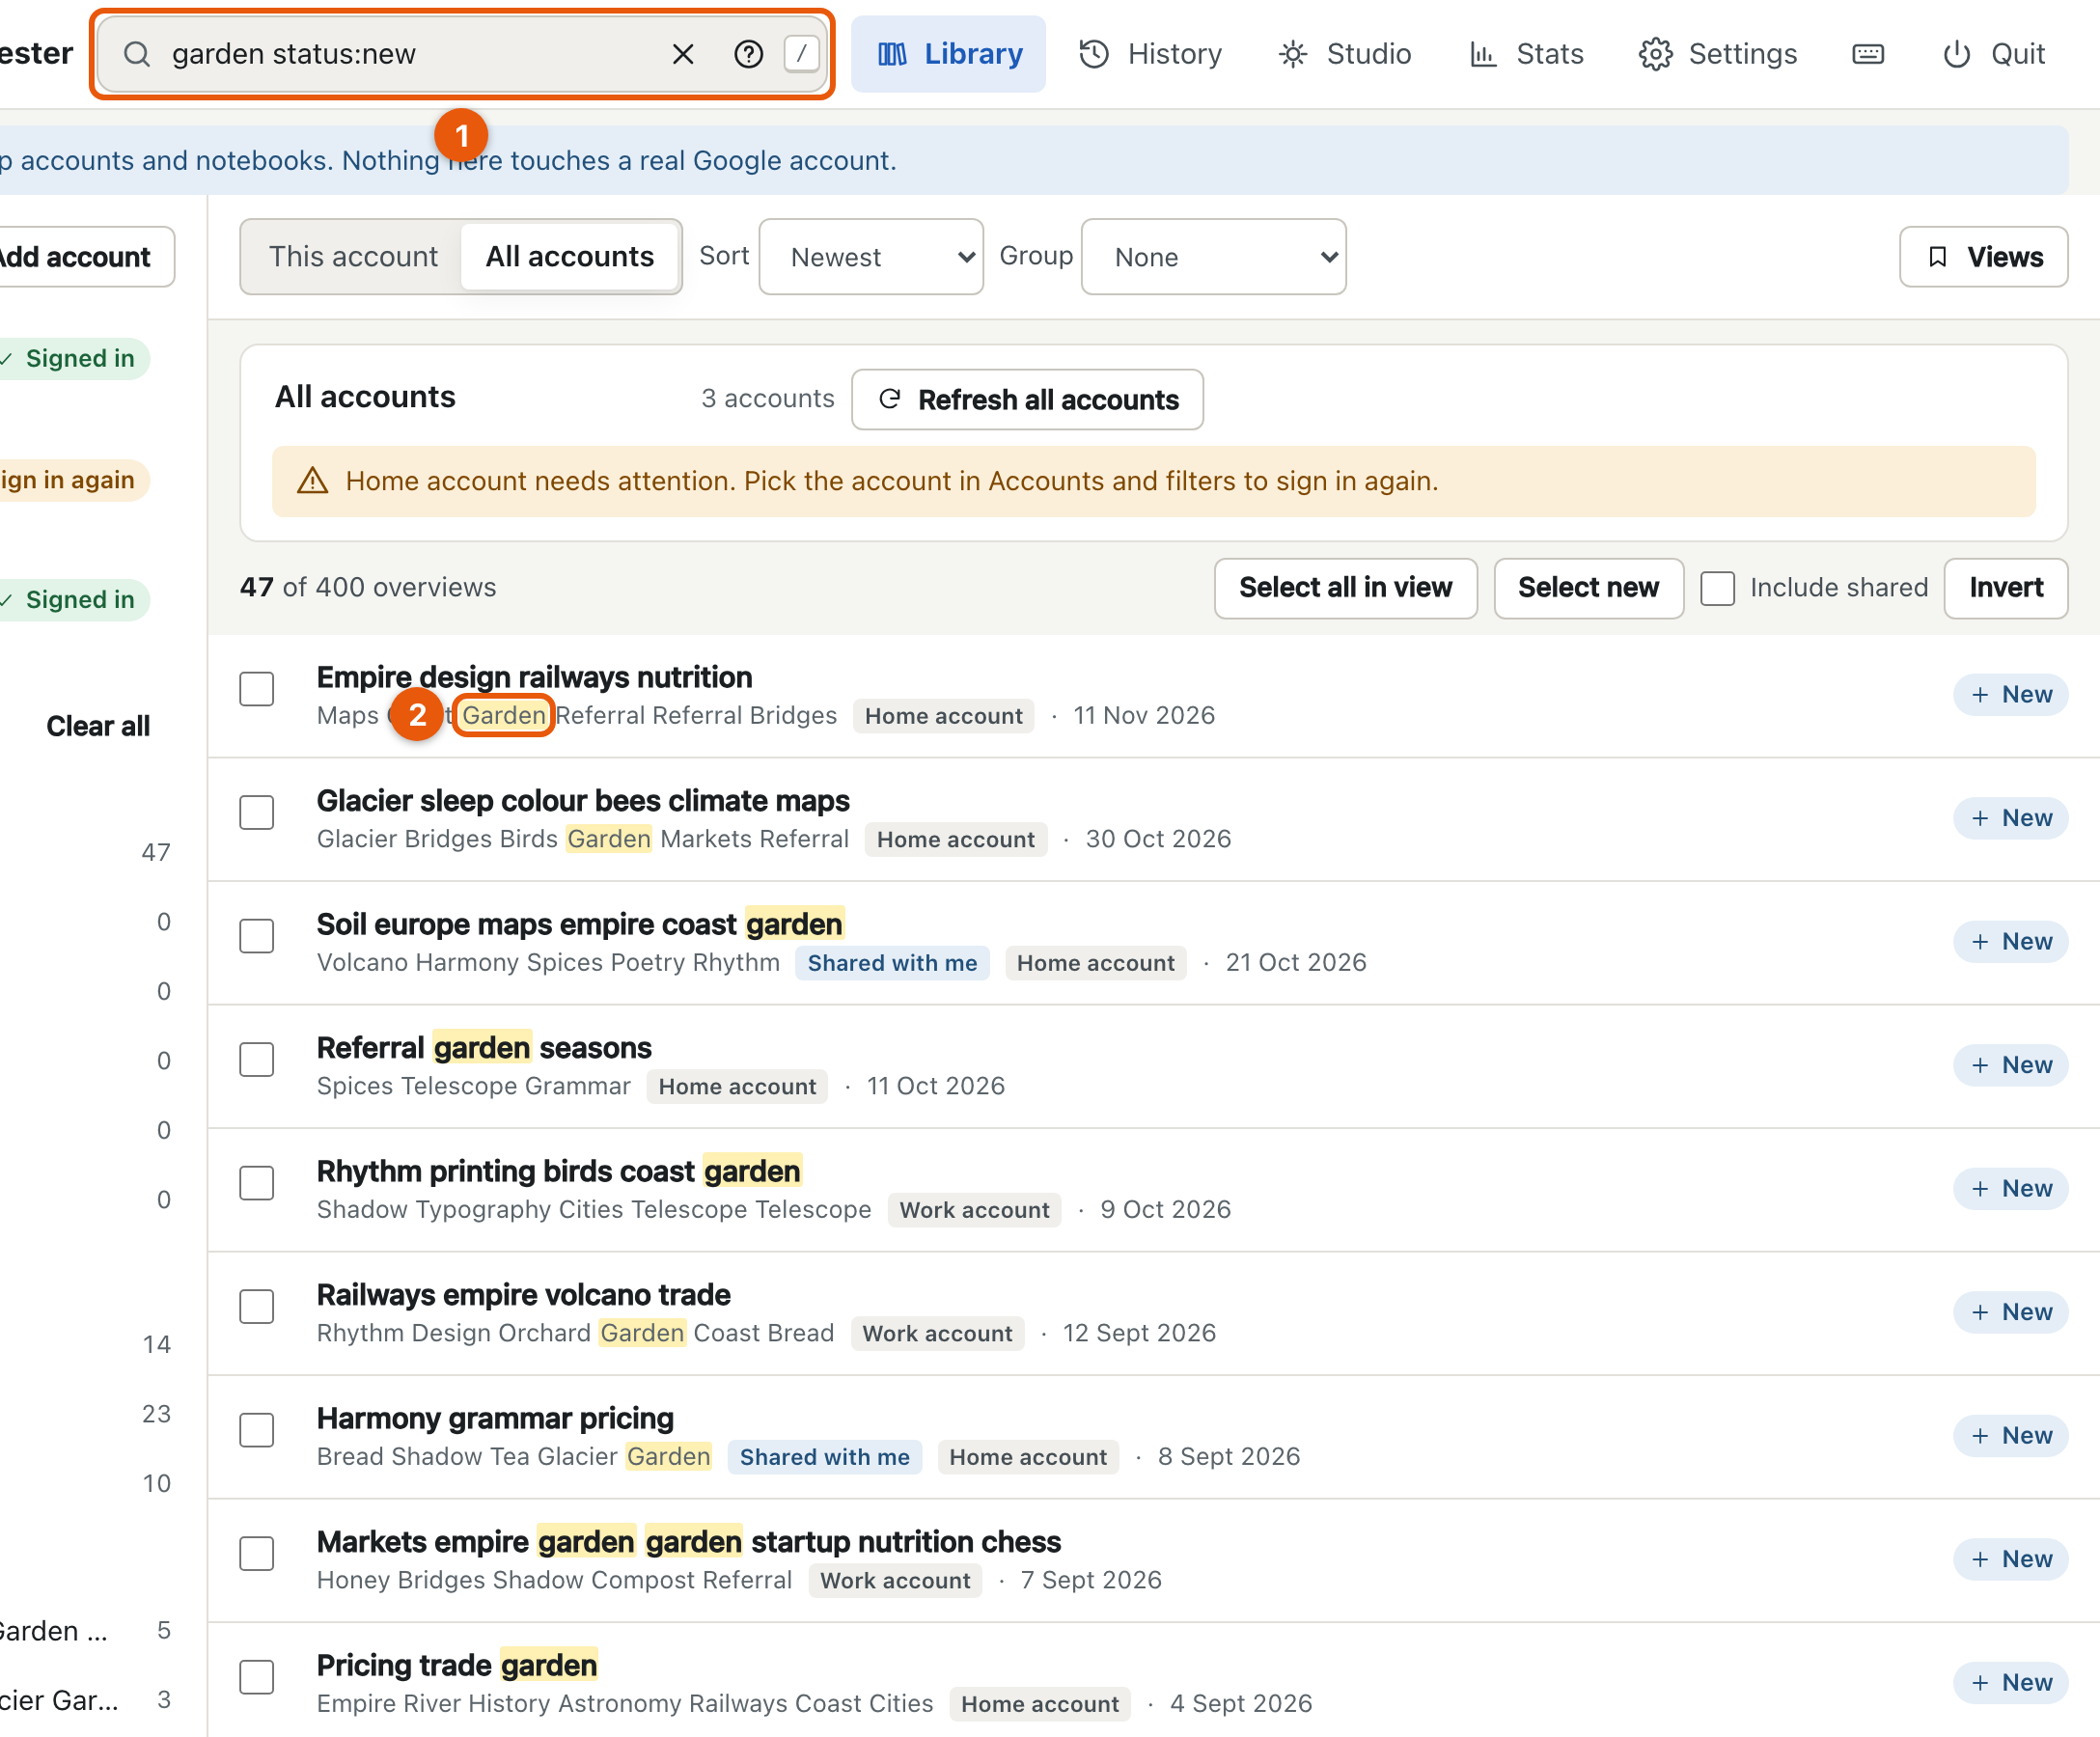 ester
garden status:new
/
Library
History
Studio
Stats
Settings
Quit
1
p accounts and notebooks. Nothing here touches a real Google account.
Add account
This account
All accounts
Sort
Newest
Group
None
Views
Signed in
ign in again
Signed in
Clear all
47
0
0
0
0
0
14
23
10
Garden ...
5
cier Gar...
3
All accounts
3 accounts
Refresh all accounts
Home account needs attention. Pick the account in Accounts and filters to sign in again.
47 of 400 overviews
Select all in view
Select new
Include shared
Invert
Empire design railways nutrition
Maps
2
Garden Referral Referral Bridges Home account · 11 Nov 2026
+ New
Glacier sleep colour bees climate maps
Glacier Bridges Birds Garden Markets Referral Home account · 30 Oct 2026
+ New
Soil europe maps empire coast garden
Volcano Harmony Spices Poetry Rhythm Shared with me Home account · 21 Oct 2026
+ New
Referral garden seasons
Spices Telescope Grammar Home account · 11 Oct 2026
+ New
Rhythm printing birds coast garden
Shadow Typography Cities Telescope Telescope Work account · 9 Oct 2026
+ New
Railways empire volcano trade
Rhythm Design Orchard Garden Coast Bread Work account · 12 Sept 2026
+ New
Harmony grammar pricing
Bread Shadow Tea Glacier Garden Shared with me Home account · 8 Sept 2026
+ New
Markets empire garden garden startup nutrition chess
Honey Bridges Shadow Compost Referral Work account · 7 Sept 2026
+ New
Pricing trade garden
Empire River History Astronomy Railways Coast Cities Home account · 4 Sept 2026
+ New